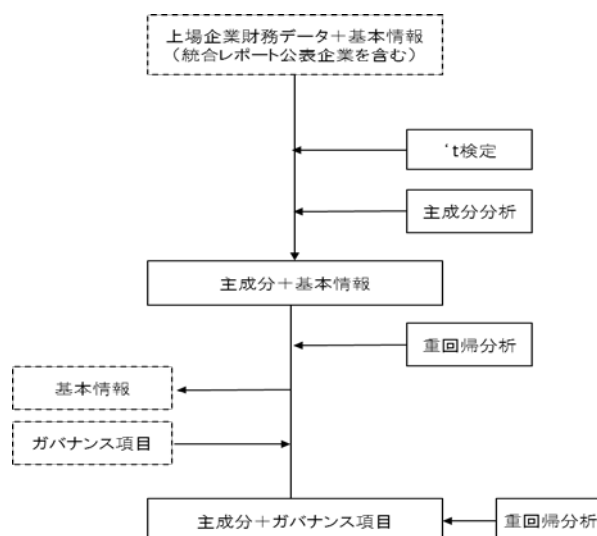 上場企業財務データ＋基本情報
（統合レポート公表企業を含む）
‘t検定
主成分分析
主成分＋基本情報
重回帰分析
基本情報
ガバナンス項目
主成分＋ガバナンス項目
重回帰分析